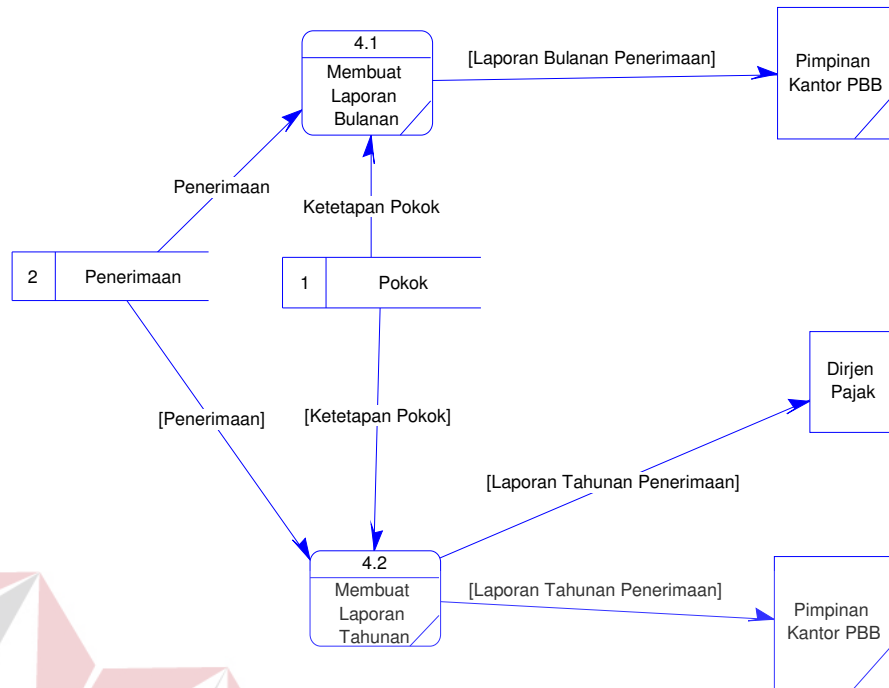 4.1
Membuat
Laporan
Bulanan
[Laporan Bulanan Penerimaan]
Pimpinan
Kantor PBB
Penerimaan
Ketetapan Pokok
2
Penerimaan
1
Pokok
Dirjen
Pajak
[Penerimaan]
[Ketetapan Pokok]
[Laporan Tahunan Penerimaan]
4.2
Membuat
Laporan
Tahunan
[Laporan Tahunan Penerimaan]
Pimpinan
Kantor PBB